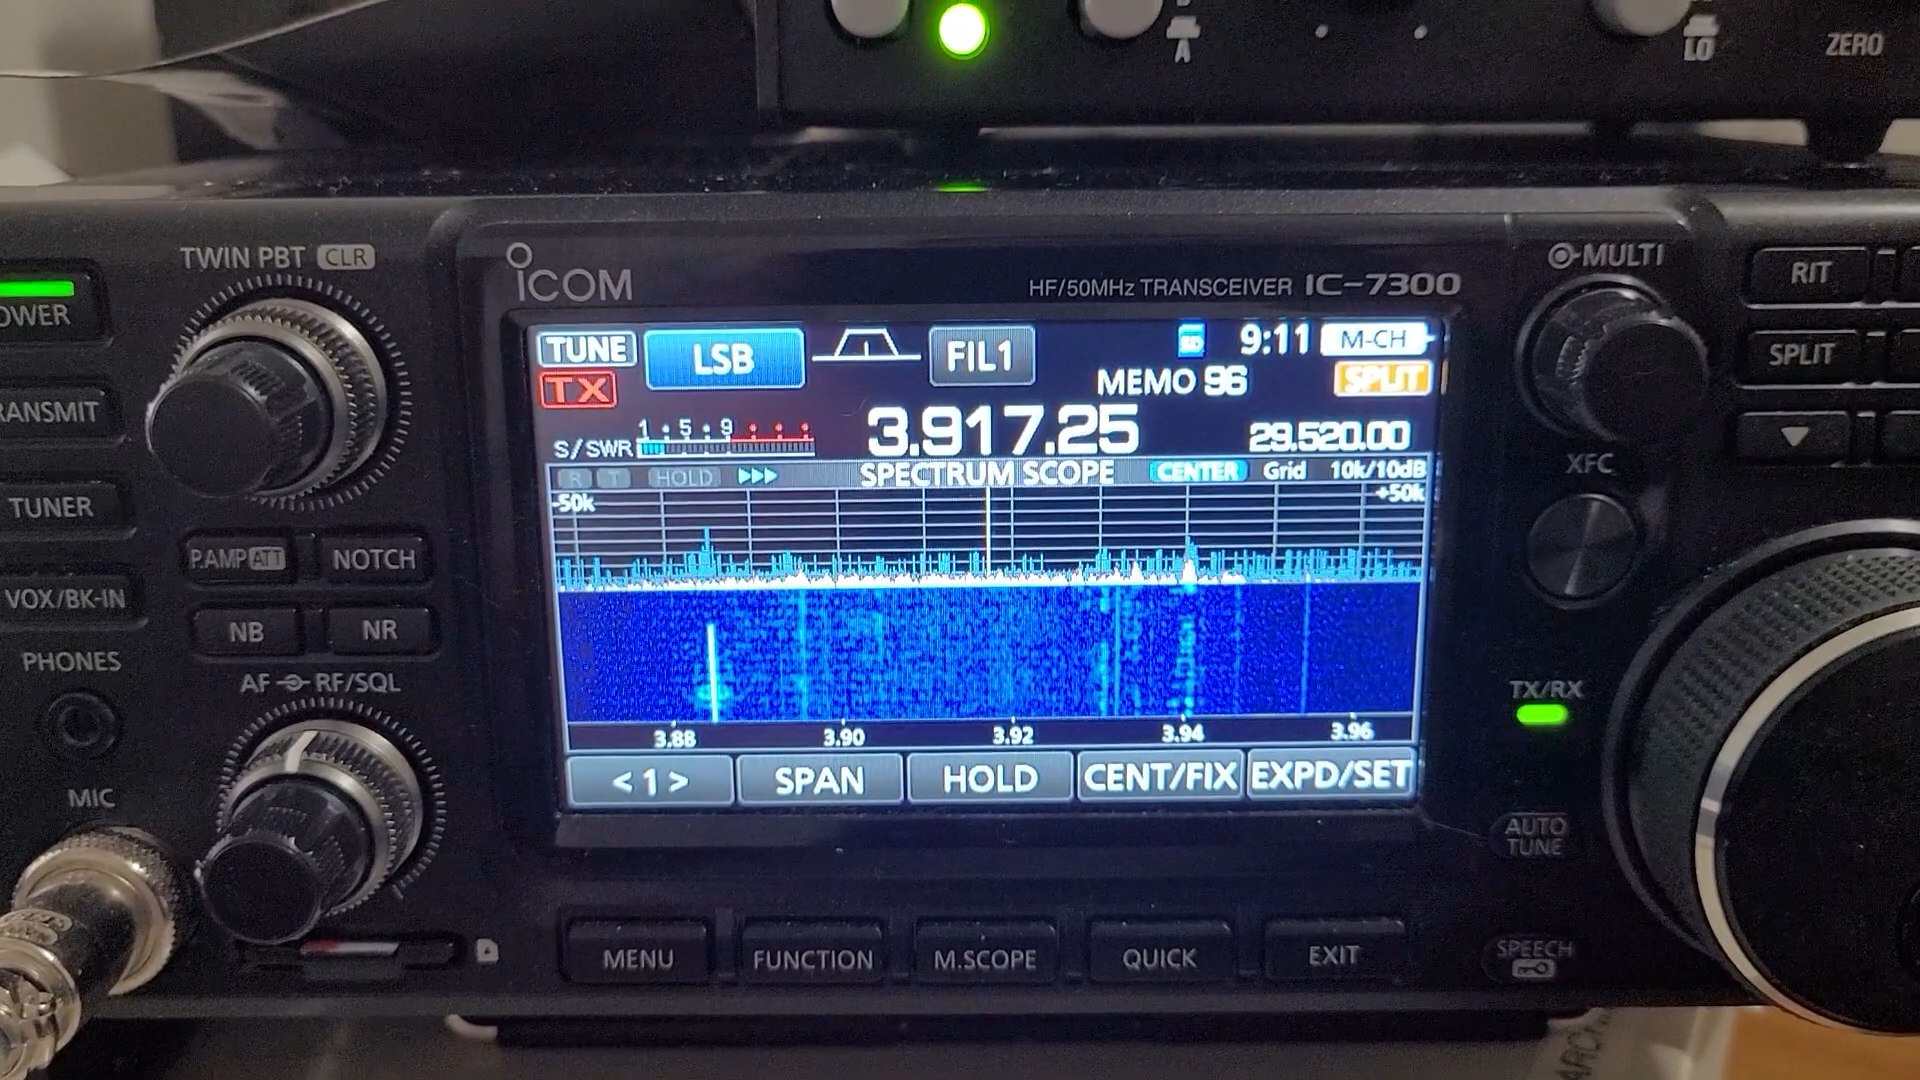 A
LO
ZERO
TWIN PBT CLR
OWER
RANSMIT
TUNER
VOX/BK-IN
PHONES
MIC
P.AMP ATT
NOTCH
NB
NR
AF RF/SQL
ICOM
HF/50MHz TRANSCEIVER IC-7300
TUNE LSB FIL1 SD 9:11 M-CH
TX MEMO 96 SPLIT
1 5 9
S/SWR 3.917.25 29.520.00
R T HOLD SPECTRUM SCOPE CENTER Grid 10k/10dB
-50k +50k
3.88 3.90 3.92 3.94 3.96
<1> SPAN HOLD CENT/FIX EXPD/SET
MENU FUNCTION M.SCOPE QUICK EXIT
MULTI
RIT
SPLIT
XFC
TX/RX
AUTO
TUNE
SPEECH